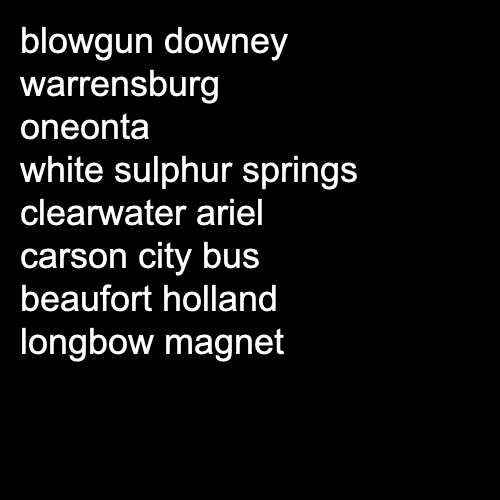 blowgun downey
warrensburg
oneonta
white sulphur springs
clearwater ariel
carson city bus
beaufort holland
longbow magnet